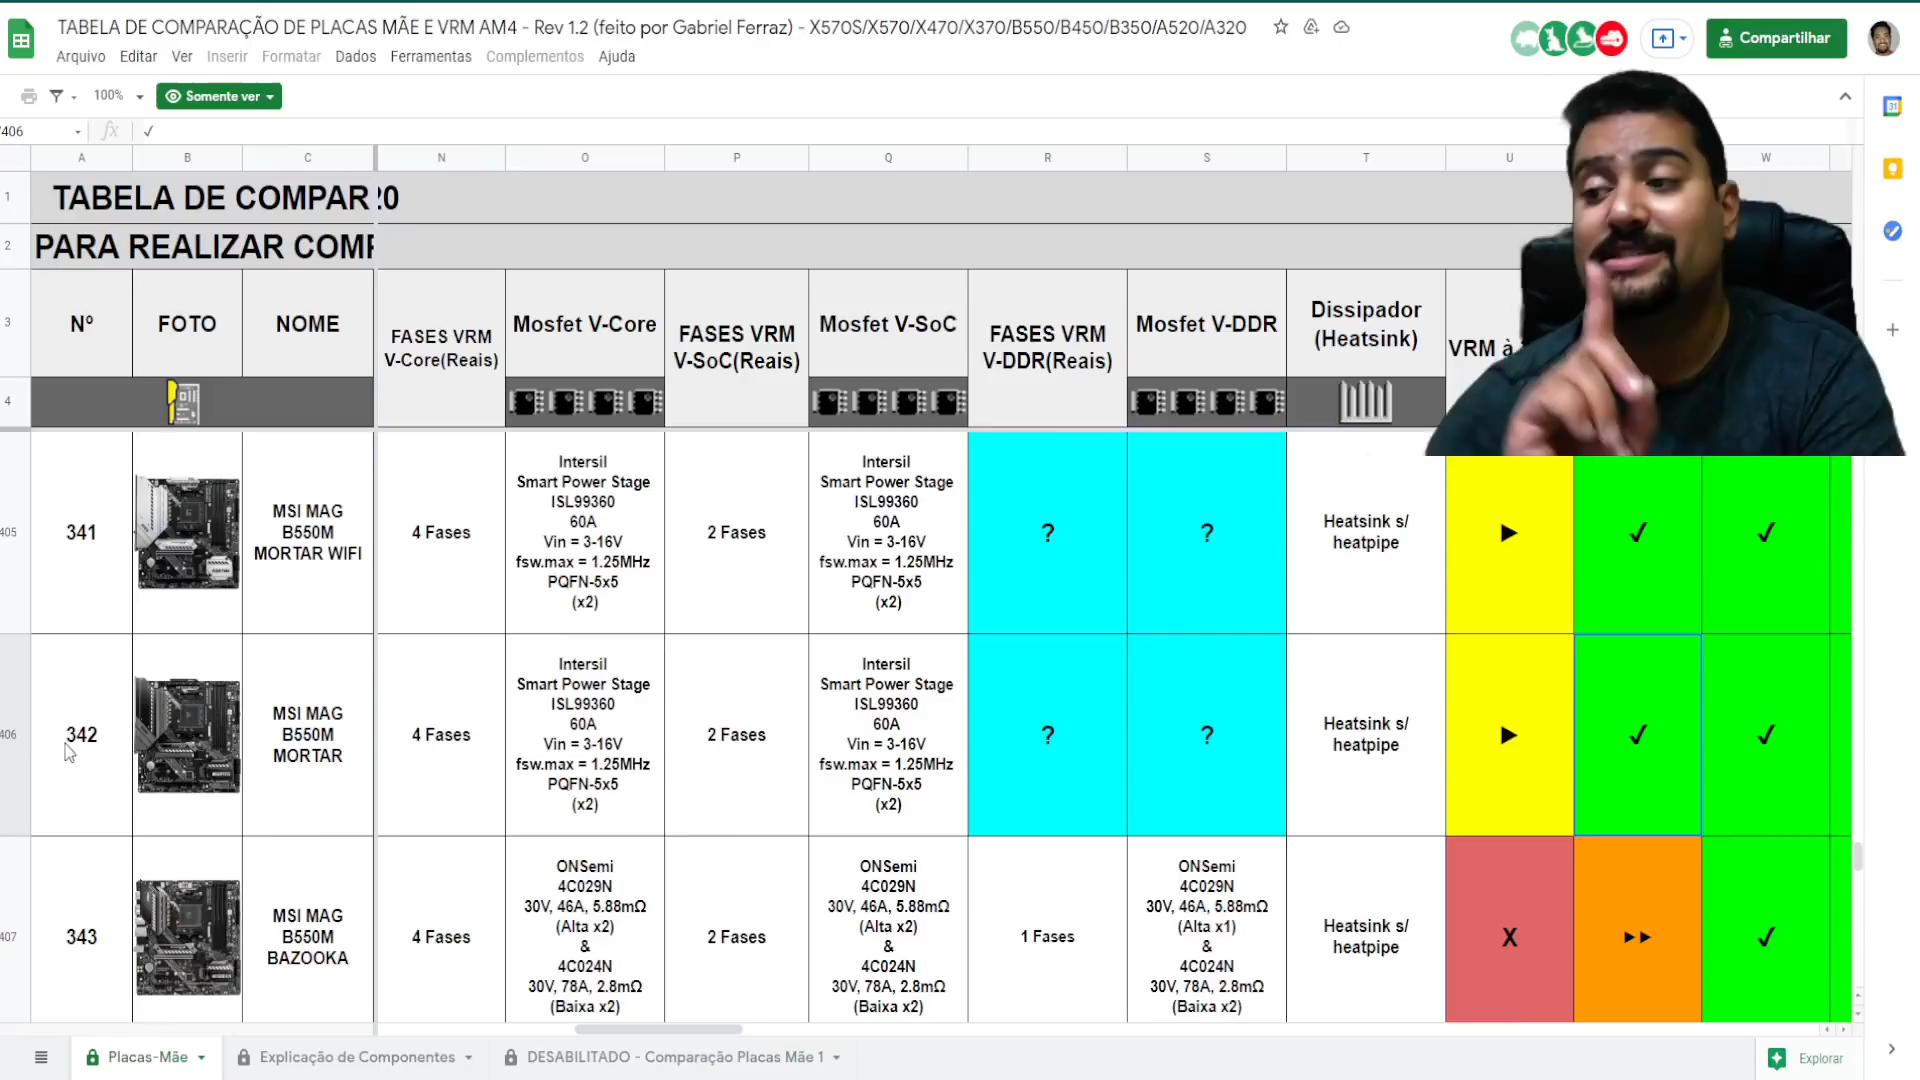 TABELA DE COMPARAÇÃO DE PLACAS MÃE E VRM AM4 - Rev 1.2 (feito por Gabriel Ferraz) - X570S/X570/X470/X370/B550/B450/B350/A520/A320
Compartilhar
Arquivo Editar Ver Inserir Formatar Dados Ferramentas Complementos Ajuda
100% Somente ver
406 fx ✓
A B C N O P Q R S T U W
1 TABELA DE COMPAR 20
2 PARA REALIZAR COMP
3 Nº FOTO NOME
FASES VRM
V-Core(Reais)
Mosfet V-Core
FASES VRM
V-SoC(Reais)
Mosfet V-SoC
FASES VRM
V-DDR(Reais)
Mosfet V-DDR
Dissipador
(Heatsink)
VRM à
4
405
341
MSI MAG
B550M
MORTAR WIFI
4 Fases
Intersil
Smart Power Stage
ISL99360
60A
Vin = 3-16V
fsw.max = 1.25MHz
PQFN-5x5
(x2)
2 Fases
Intersil
Smart Power Stage
ISL99360
60A
Vin = 3-16V
fsw.max = 1.25MHz
PQFN-5x5
(x2)
?
?
Heatsink s/
heatpipe
▶ ✓ ✓
406
342
MSI MAG
B550M
MORTAR
4 Fases
Intersil
Smart Power Stage
ISL99360
60A
Vin = 3-16V
fsw.max = 1.25MHz
PQFN-5x5
(x2)
2 Fases
Intersil
Smart Power Stage
ISL99360
60A
Vin = 3-16V
fsw.max = 1.25MHz
PQFN-5x5
(x2)
?
?
Heatsink s/
heatpipe
▶ ✓ ✓
407
343
MSI MAG
B550M
BAZOOKA
4 Fases
ONSemi
4C029N
30V, 46A, 5.88mΩ
(Alta x2)
&
4C024N
30V, 78A, 2.8mΩ
(Baixa x2)
2 Fases
ONSemi
4C029N
30V, 46A, 5.88mΩ
(Alta x2)
&
4C024N
30V, 78A, 2.8mΩ
(Baixa x2)
1 Fases
ONSemi
4C029N
30V, 46A, 5.88mΩ
(Alta x1)
&
4C024N
30V, 78A, 2.8mΩ
(Baixa x2)
Heatsink s/
heatpipe
X ▶▶ ✓
Placas-Mãe Explicação de Componentes DESABILITADO - Comparação Placas Mãe 1 Explorar